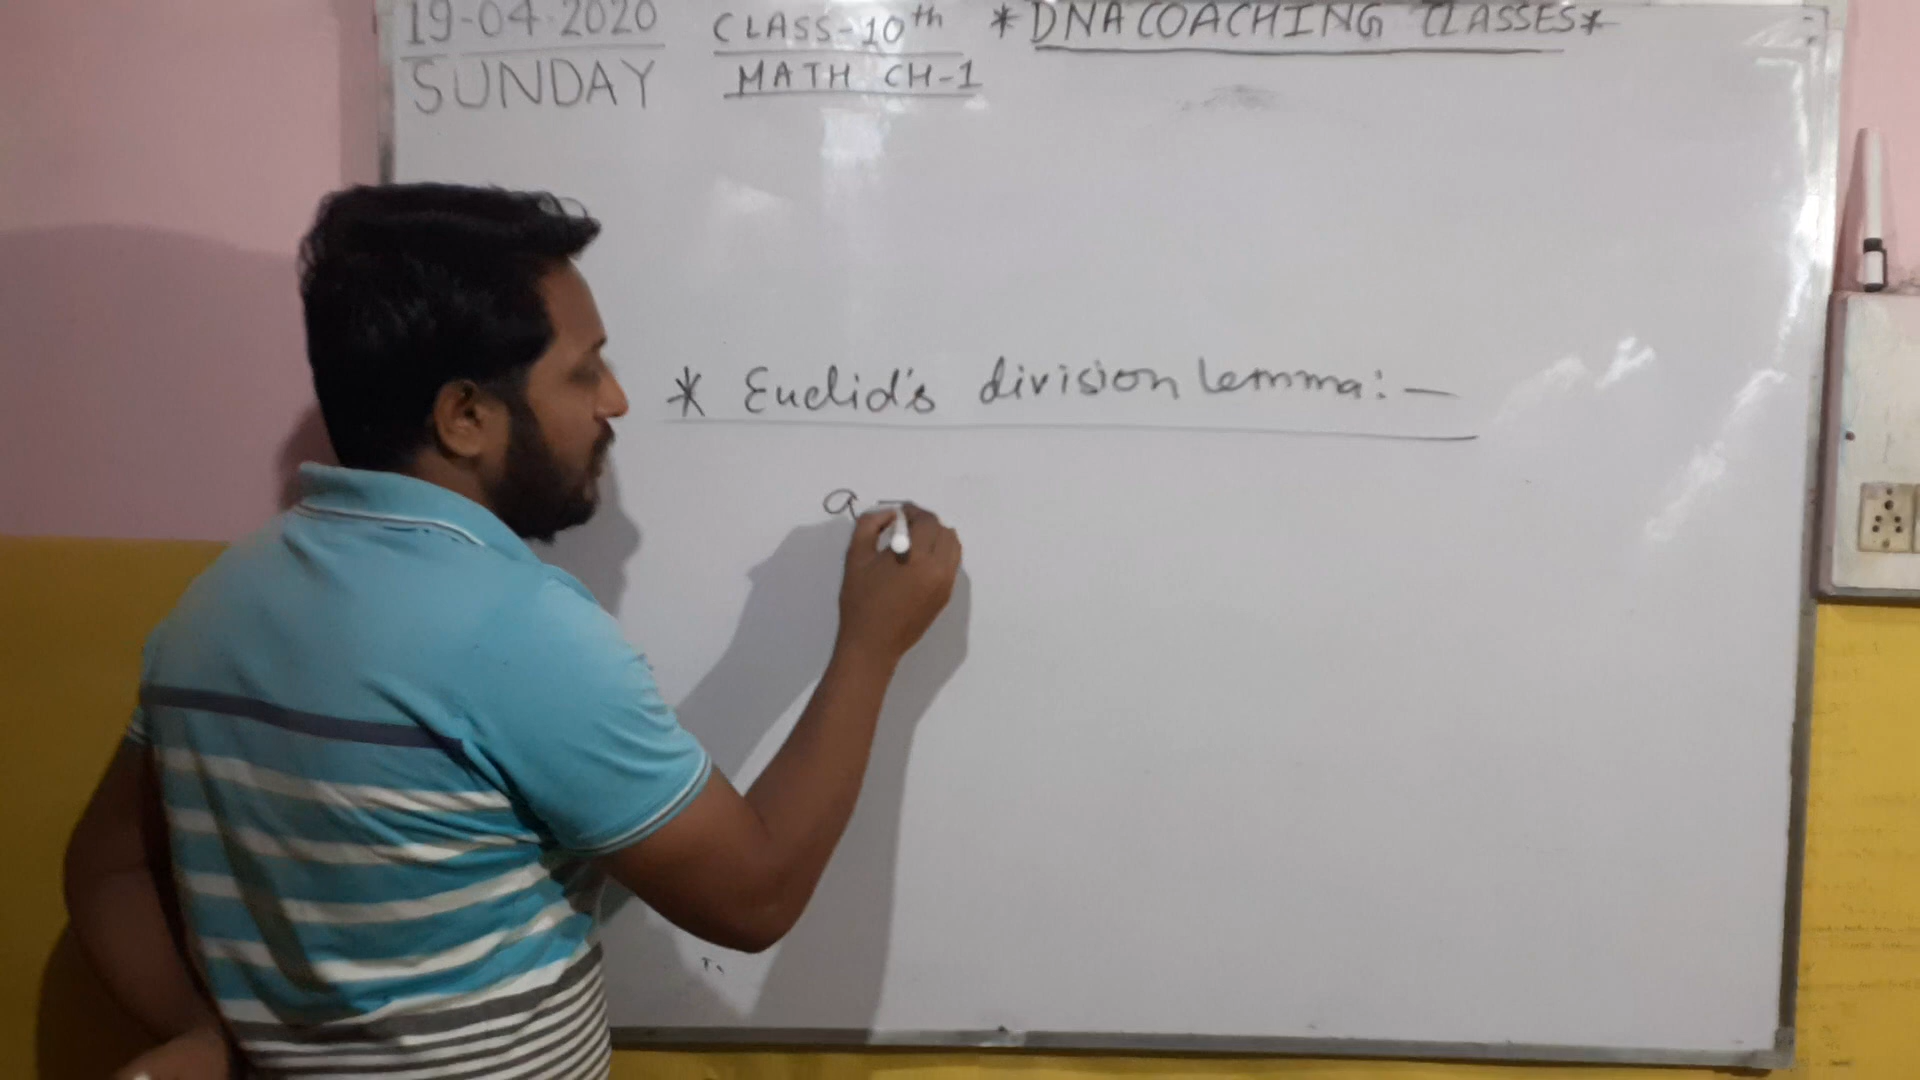 19-04-2020 CLASS-10th *DNA COACHING CLASSES*
SUNDAY MATH CH-1
* Euclid's division lemma:-
a =